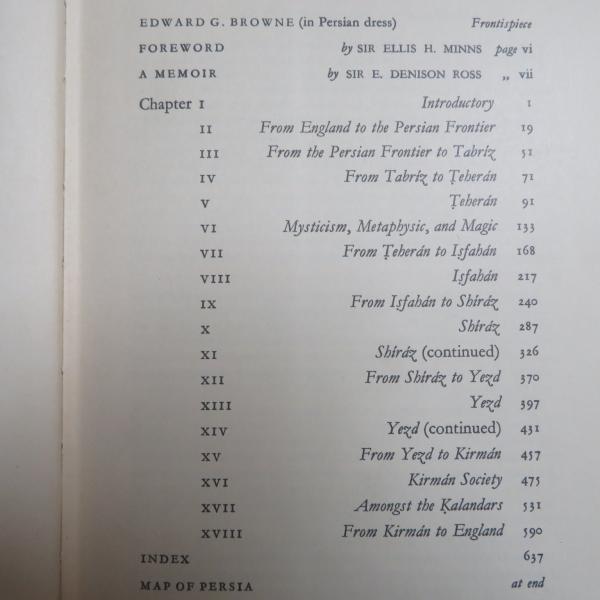 EDWARD G. BROWNE (in Persian dress) Frontispiece
FOREWORD by SIR ELLIS H. MINNS page vi
A MEMOIR by SIR E. DENISON ROSS „ vii
Chapter I Introductory 1
II From England to the Persian Frontier 19
III From the Persian Frontier to Tabríz 51
IV From Tabríz to Ṭeherán 71
V Ṭeherán 91
VI Mysticism, Metaphysic, and Magic 133
VII From Ṭeherán to Iṣfahán 168
VIII Iṣfahán 217
IX From Iṣfahán to Shíráz 240
X Shíráz 287
XI Shíráz (continued) 326
XII From Shíráz to Yezd 370
XIII Yezd 397
XIV Yezd (continued) 431
XV From Yezd to Kirmán 457
XVI Kirmán Society 475
XVII Amongst the Ḳalandars 531
XVIII From Kirmán to England 590
INDEX 637
MAP OF PERSIA at end